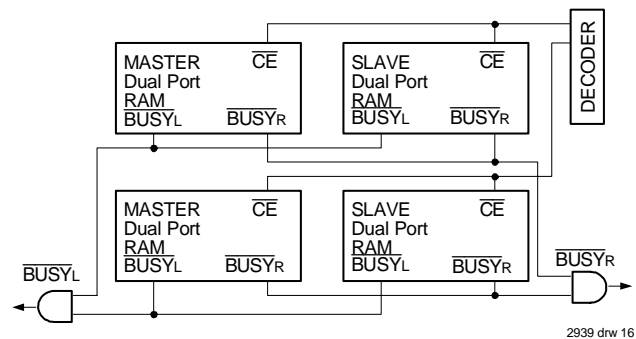 MASTER
Dual Port
RAM
BUSYL
CE
BUSYR
SLAVE
Dual Port
RAM
BUSYL
CE
BUSYR
DECODER
MASTER
Dual Port
RAM
BUSYL
CE
BUSYR
SLAVE
Dual Port
RAM
BUSYL
CE
BUSYR
BUSYL
BUSYR
2939 drw 16